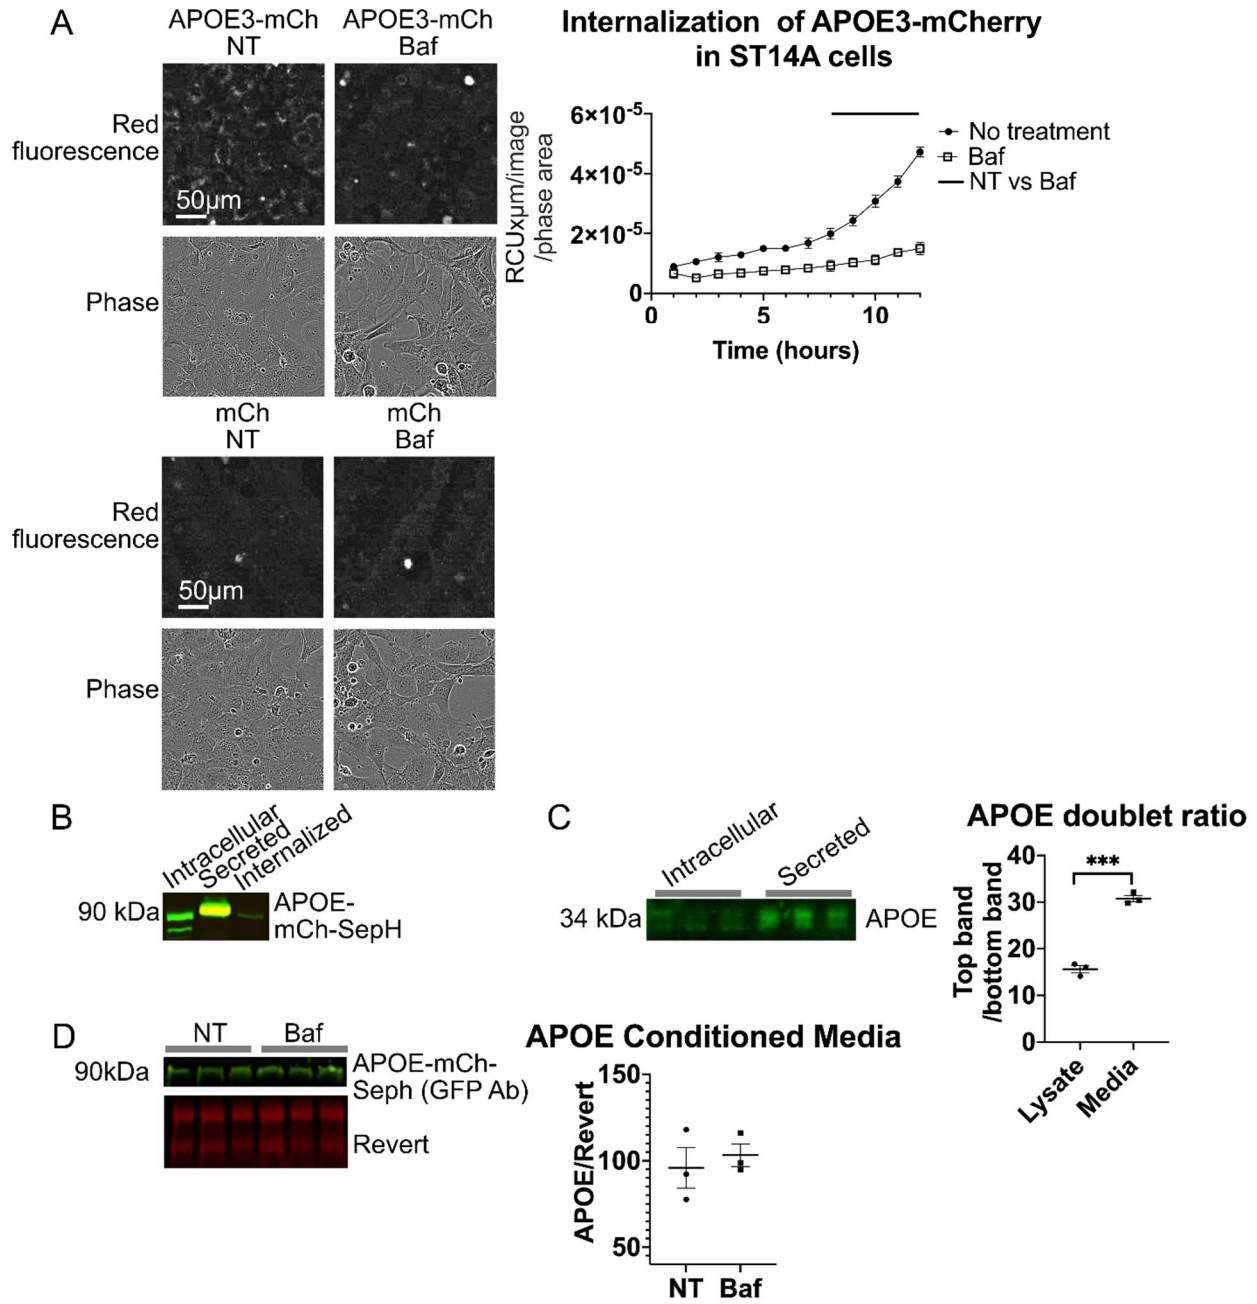 A
APOE3-mCh
NT
APOE3-mCh
Baf
Red
fluorescence
50µm
Phase
mCh
NT
mCh
Baf
Red
fluorescence
50µm
Phase
Internalization of APOE3-mCherry
in ST14A cells
RCUxµm/image
/phase area
6×10-5
4×10-5
2×10-5
0
0
5
10
Time (hours)
No treatment
Baf
NT vs Baf
B
Intracellular
Secreted
Internalized
90 kDa
APOE-
mCh-SepH
C
Intracellular
Secreted
34 kDa
APOE
APOE doublet ratio
Top band
/bottom band
40
30
20
10
0
***
Lysate
Media
D
NT
Baf
90kDa
APOE-mCh-
Seph (GFP Ab)
Revert
APOE Conditioned Media
APOE/Revert
150
100
50
NT
Baf